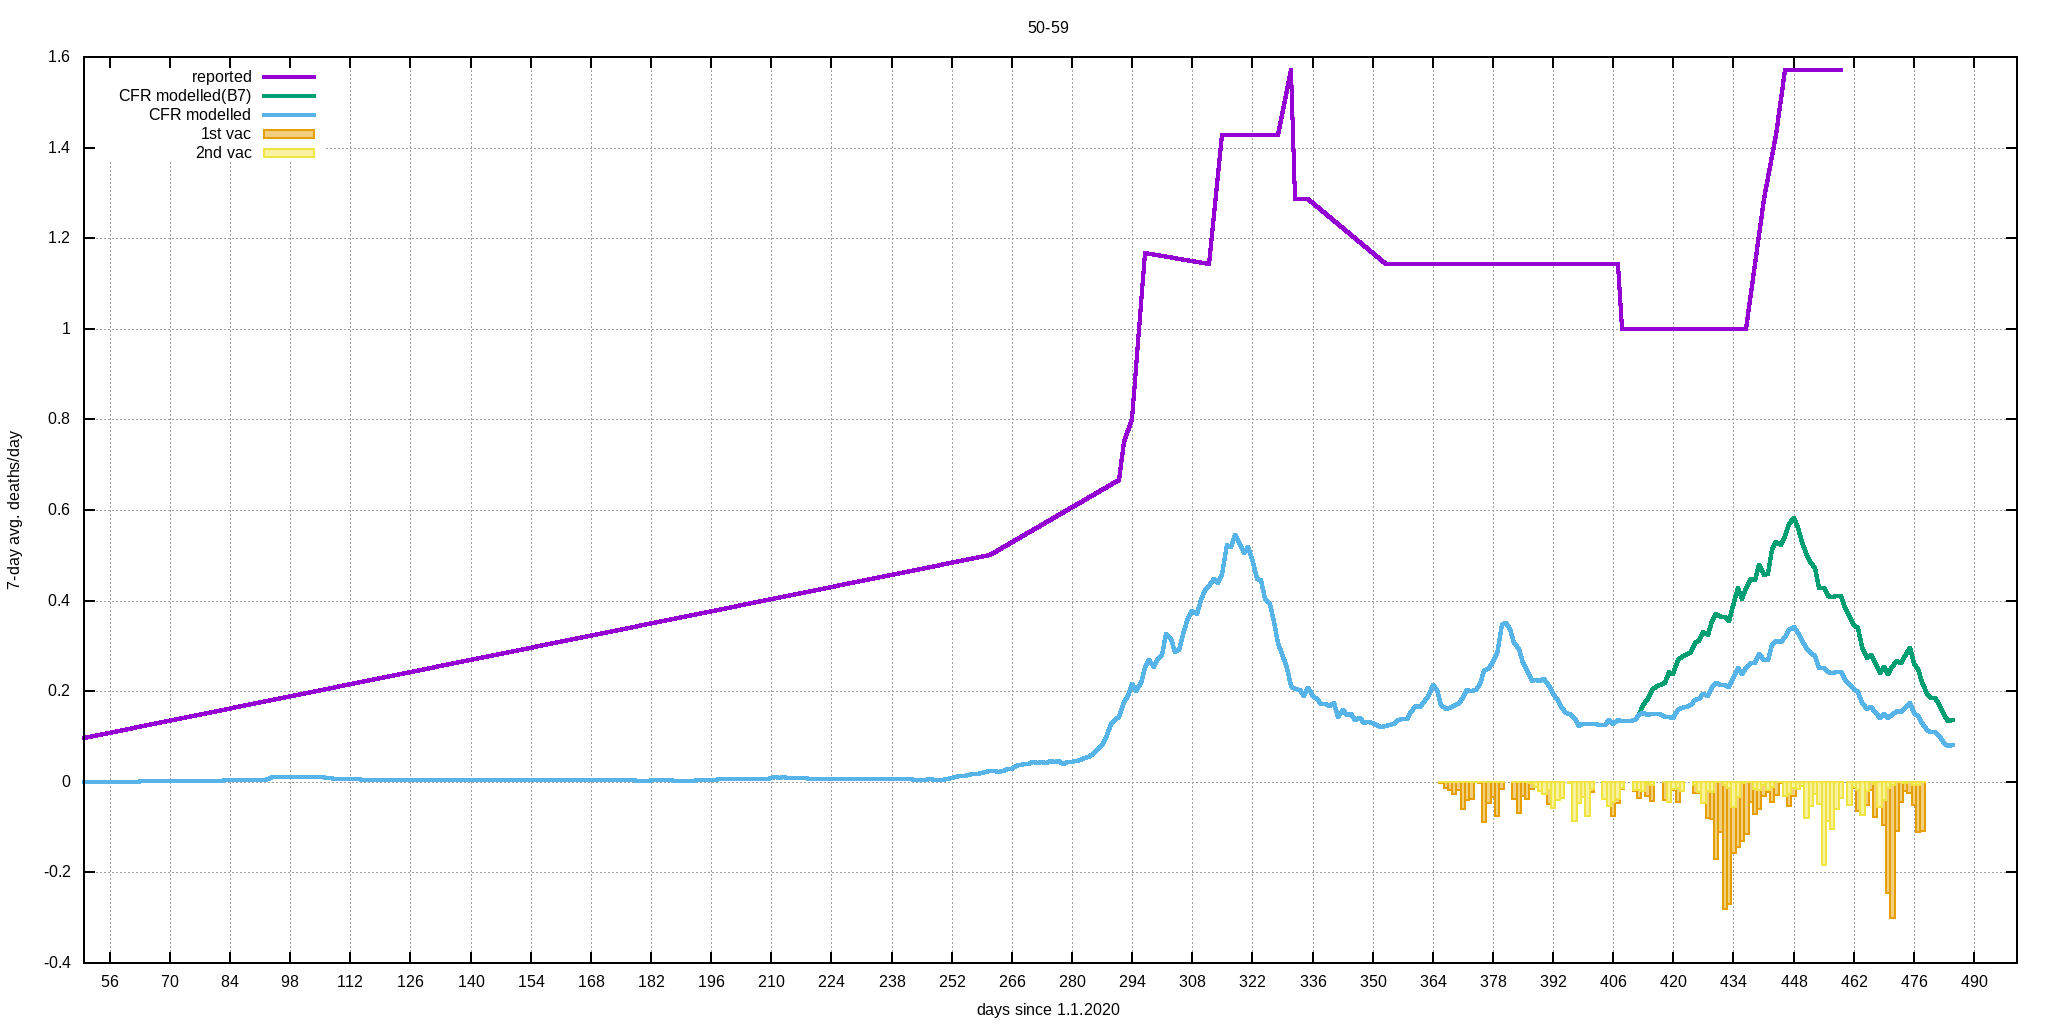 50-59
1.6
1.4
1.2
1
0.8
0.6
0.4
0.2
0
-0.2
-0.4
7-day avg. deaths/day
reported
CFR modelled(B7)
CFR modelled
1st vac
2nd vac
56 70 84 98 112 126 140 154 168 182 196 210 224 238 252 266 280 294 308 322 336 350 364 378 392 406 420 434 448 462 476 490
days since 1.1.2020